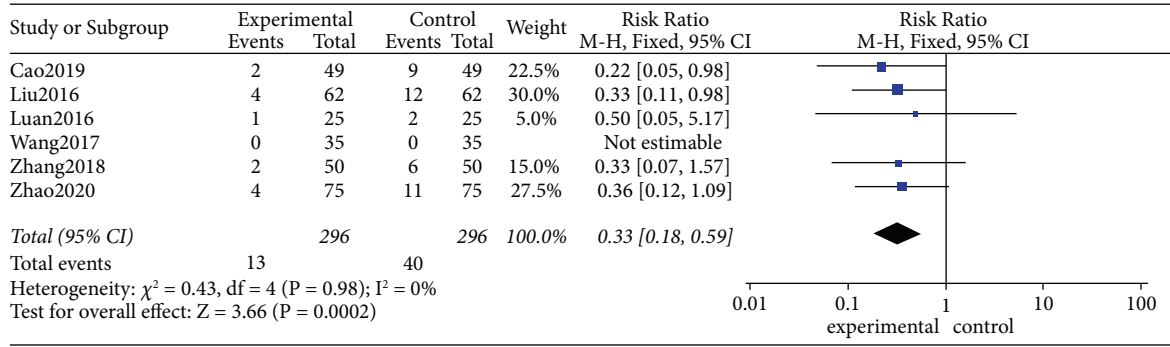 Study or Subgroup Experimental Control Weight Risk Ratio Risk Ratio
Events Total Events Total M-H, Fixed, 95% CI M-H, Fixed, 95% CI
Cao2019 2 49 9 49 22.5% 0.22 [0.05, 0.98]
Liu2016 4 62 12 62 30.0% 0.33 [0.11, 0.98]
Luan2016 1 25 2 25 5.0% 0.50 [0.05, 5.17]
Wang2017 0 35 0 35 Not estimable
Zhang2018 2 50 6 50 15.0% 0.33 [0.07, 1.57]
Zhao2020 4 75 11 75 27.5% 0.36 [0.12, 1.09]
Total (95% CI) 296 296 100.0% 0.33 [0.18, 0.59]
Total events 13 40
Heterogeneity: χ² = 0.43, df = 4 (P = 0.98); I² = 0%
Test for overall effect: Z = 3.66 (P = 0.0002)
0.01 0.1 1 10 100
experimental control